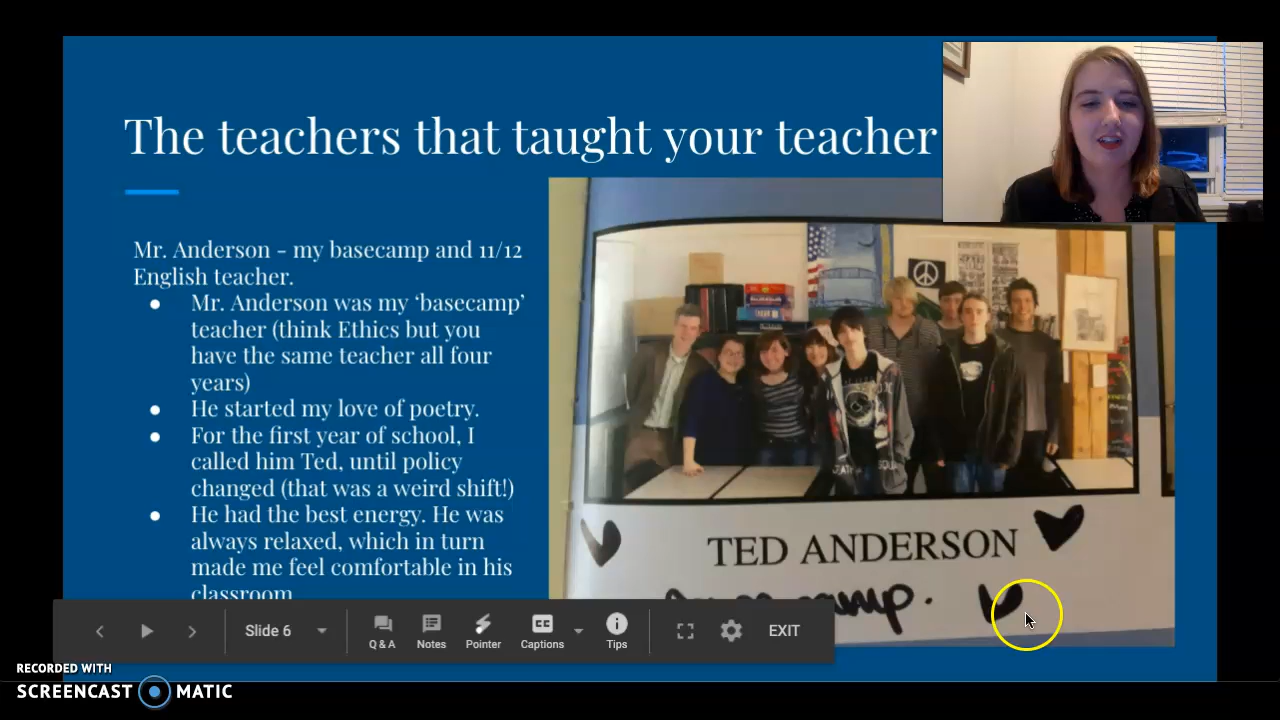 The teachers that taught your teacher
Mr. Anderson - my basecamp and 11/12
English teacher.
● Mr. Anderson was my ‘basecamp’
teacher (think Ethics but you
have the same teacher all four
years)
● He started my love of poetry.
● For the first year of school, I
called him Ted, until policy
changed (that was a weird shift!)
● He had the best energy. He was
always relaxed, which in turn
made me feel comfortable in his
classroom
TED ANDERSON
Slide 6
Q & A
Notes
Pointer
CC
Captions
Tips
EXIT
RECORDED WITH
SCREENCAST MATIC